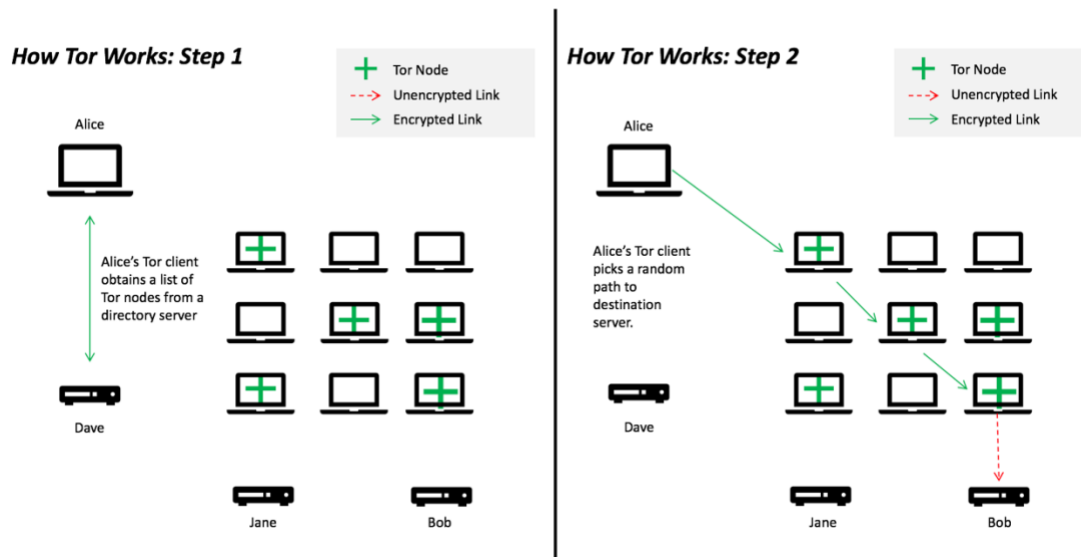 How Tor Works: Step 1
Tor Node
Unencrypted Link
Encrypted Link
Alice
Alice's Tor client
obtains a list of
Tor nodes from a
directory server
Dave
Jane
Bob
How Tor Works: Step 2
Tor Node
Unencrypted Link
Encrypted Link
Alice
Alice's Tor client
picks a random
path to
destination
server.
Dave
Jane
Bob